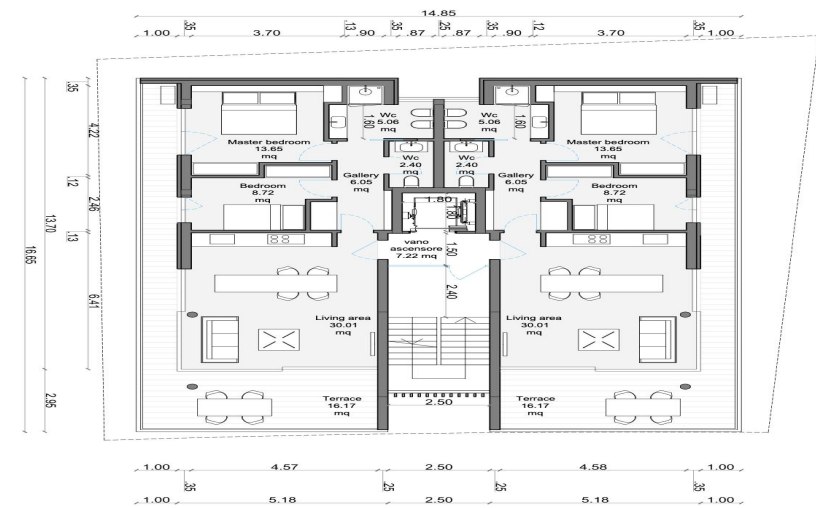 14.85
1.00 .35 3.70 .13 .90 .35 .87 .25 .87 .35 .90 .12 3.70 .35 1.00
.35
4.22
.12
2.46
.13
6.41
13.70
2.95
16.65
Wc
5.06
mq
1.60
Wc
5.06
mq
1.60
Master bedroom
13.65
mq
Master bedroom
13.65
mq
Wc
2.40
mq
Wc
2.40
mq
Gallery
6.05
mq
Gallery
6.05
mq
Bedroom
8.72
mq
Bedroom
8.72
mq
1.80
1.80
vano
ascensore
7.22 mq
1.50
2.40
Living area
30.01
mq
Living area
30.01
mq
Terrace
16.17
mq
Terrace
16.17
mq
2.50
1.00 4.57 2.50 4.58 1.00
.35 .25 .25 .35
1.00 5.18 2.50 5.18 1.00